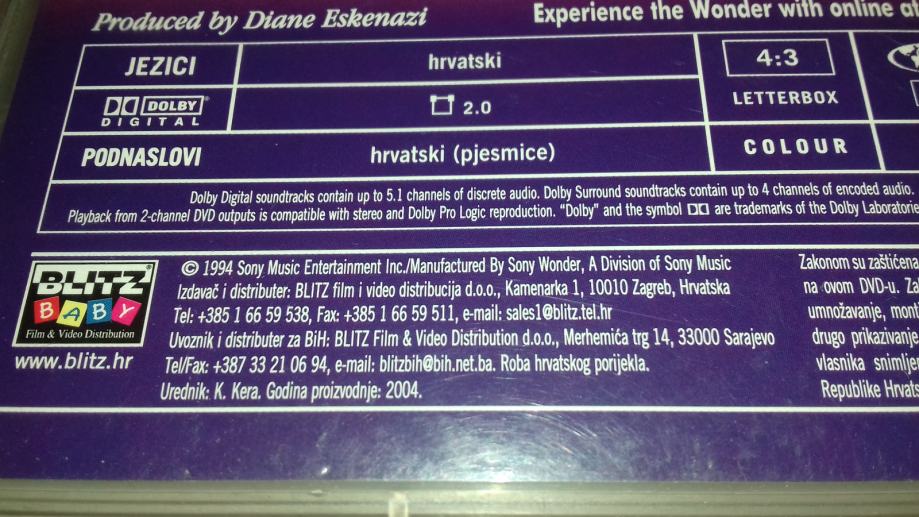 Produced by Diane Eskenazi
Experience the Wonder with online at
JEZICI
hrvatski
4:3
LETTERBOX
DOLBY
DIGITAL
2.0
PODNASLOVI
hrvatski (pjesmice)
COLOUR
Dolby Digital soundtracks contain up to 5.1 channels of discrete audio. Dolby Surround soundtracks contain up to 4 channels of encoded audio.
Playback from 2-channel DVD outputs is compatible with stereo and Dolby Pro Logic reproduction. "Dolby" and the symbol are trademarks of the Dolby Laboratorie
BLITZ®
BABY
Film & Video Distribution
www.blitz.hr
© 1994 Sony Music Entertainment Inc./Manufactured By Sony Wonder, A Division of Sony Music
Izdavač i distributer: BLITZ film i video distribucija d.o.o., Kamenarka 1, 10010 Zagreb, Hrvatska
Tel: +385 1 66 59 538, Fax: +385 1 66 59 511, e-mail: sales1@blitz.tel.hr
Uvoznik i distributer za BiH: BLITZ Film & Video Distribution d.o.o., Merhemića trg 14, 33000 Sarajevo
Tel/Fax: +387 33 21 06 94, e-mail: blitzbih@bih.net.ba. Roba hrvatskog porijekla.
Urednik: K. Kera. Godina proizvodnje: 2004.
Zakonom su zaštićena
na ovom DVD-u. Za
umnožavanje, mont
drugo prikazivanje
vlasnika snimljen
Republike Hrvats